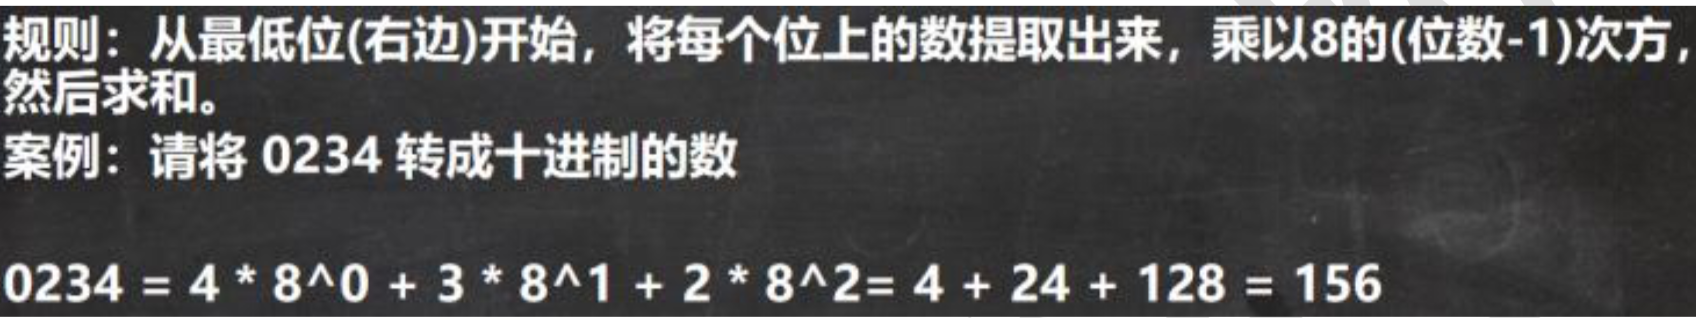 规则：从最低位(右边)开始，将每个位上的数提取出来，乘以8的(位数-1)次方，
然后求和。
案例：请将 0234 转成十进制的数
0234 = 4 * 8^0 + 3 * 8^1 + 2 * 8^2= 4 + 24 + 128 = 156